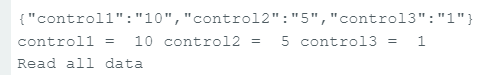 {"control1":"10","control2":"5","control3":"1"}
control1 =  10 control2 =  5 control3 =  1
Read all data